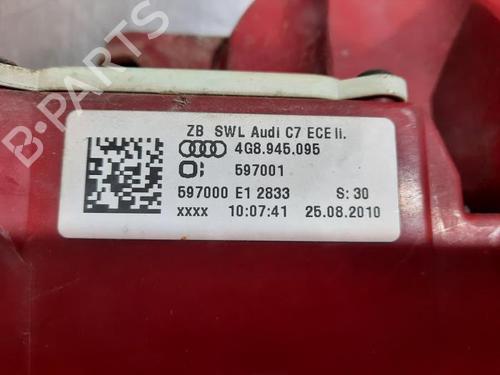 ZB SWL Audi C7 ECE li.
4G8.945.095
597001
597000 E1 2833 S: 30
xxxx 10:07:41 25.08.2010
B-PARTS